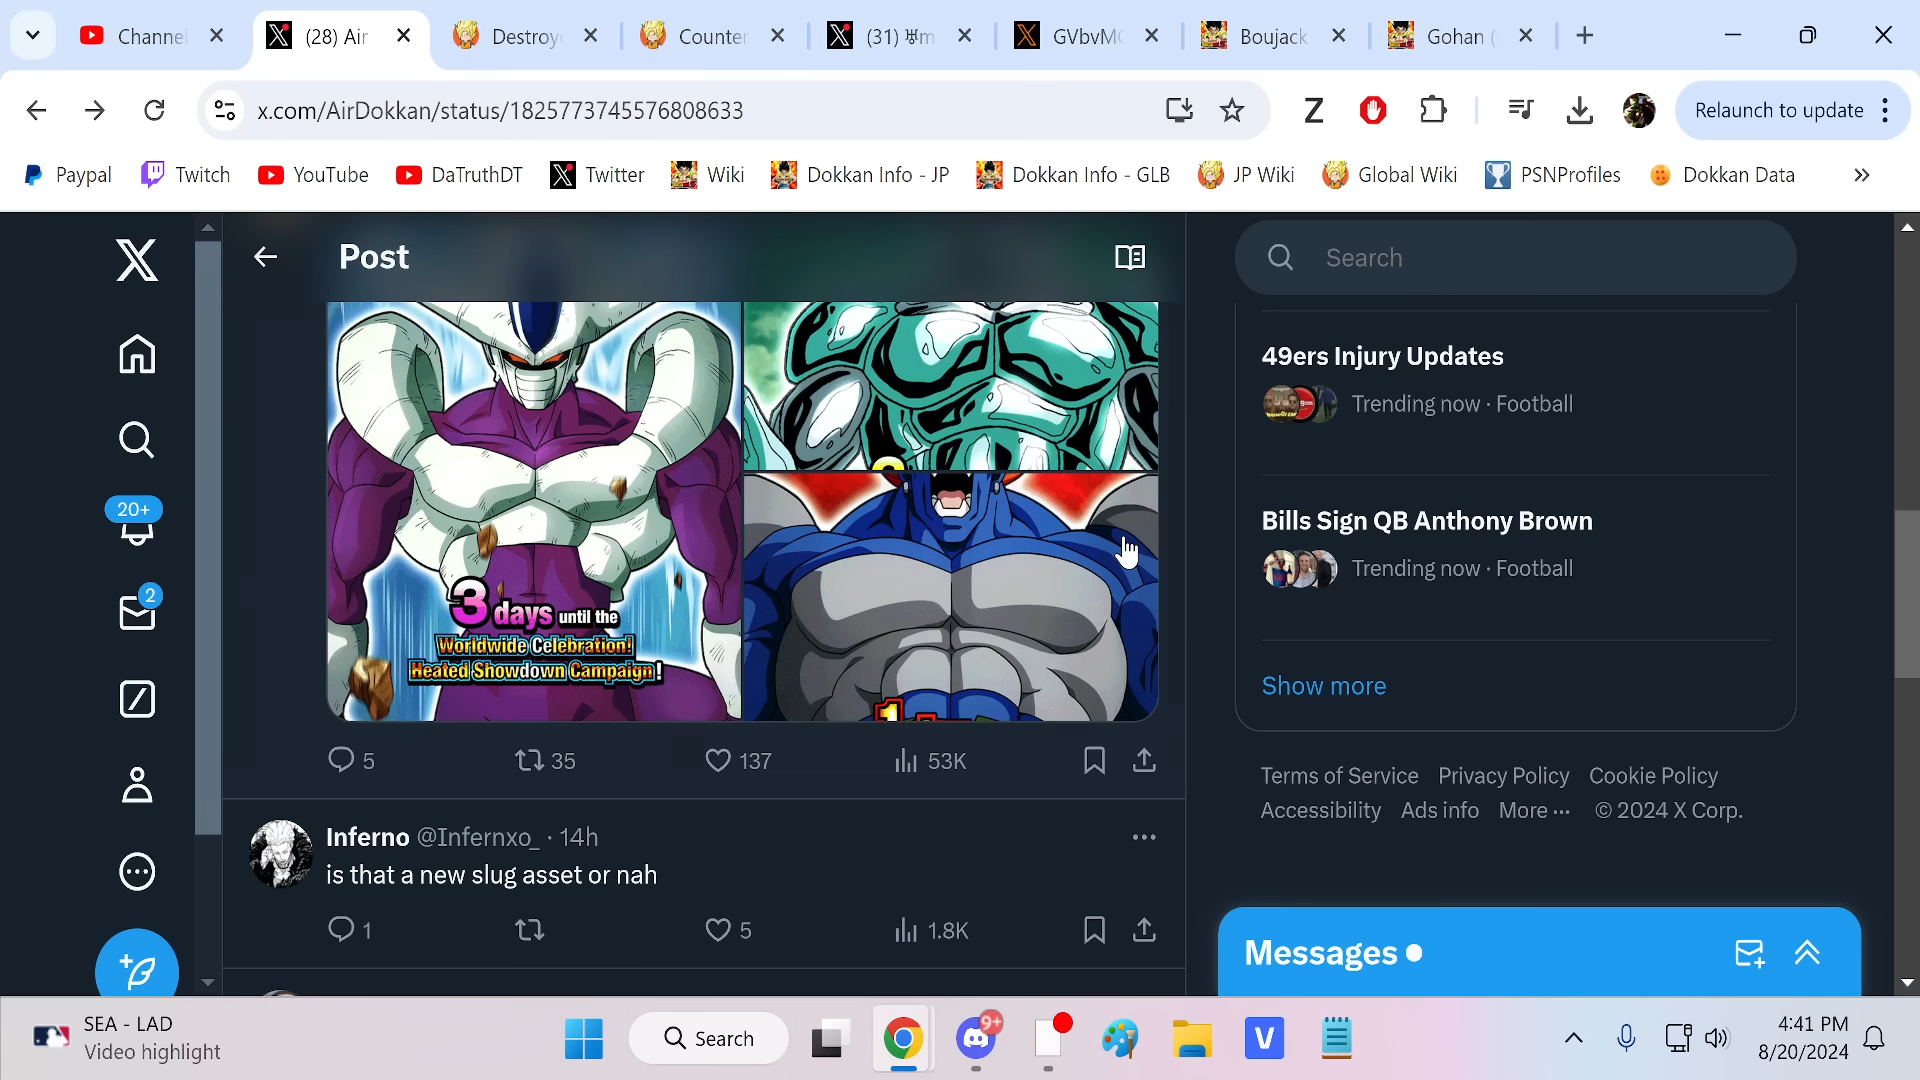 Channe
(28) Air
Destroye
Counter
(31)
GVbvMC
Boujack
Gohan (
x.com/AirDokkan/status/1825773745576808633
Relaunch to update
Paypal
Twitch
YouTube
DaTruthDT
Twitter
Wiki
Dokkan Info - JP
Dokkan Info - GLB
JP Wiki
Global Wiki
PSNProfiles
Dokkan Data
Post
Search
20+
2
3 days until the
Worldwide Celebration!
Heated Showdown Campaign!
1
5
35
137
53K
Inferno @Infernxo_ · 14h
is that a new slug asset or nah
1
5
1.8K
49ers Injury Updates
Trending now · Football
Bills Sign QB Anthony Brown
Trending now · Football
Show more
Terms of Service Privacy Policy Cookie Policy
Accessibility Ads info More ··· © 2024 X Corp.
Messages
SEA - LAD
Video highlight
Search
9+
4:41 PM
8/20/2024